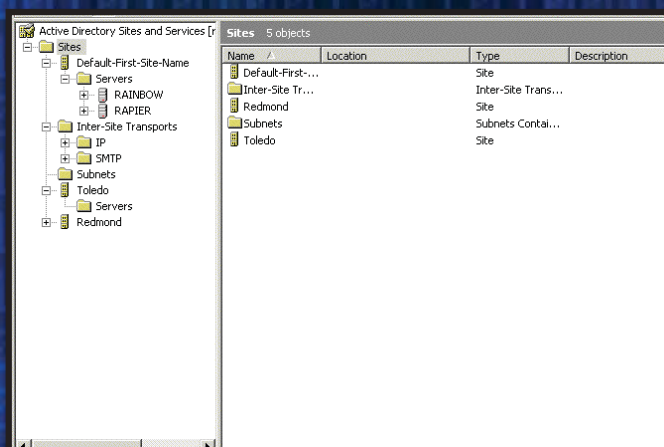 Active Directory Sites and Services [r
Sites
Default-First-Site-Name
Servers
RAINBOW
RAPIER
Inter-Site Transports
IP
SMTP
Subnets
Toledo
Servers
Redmond
Sites 5 objects
Name Location Type Description
Default-First-... Site
Inter-Site Tr... Inter-Site Trans...
Redmond Site
Subnets Subnets Contai...
Toledo Site